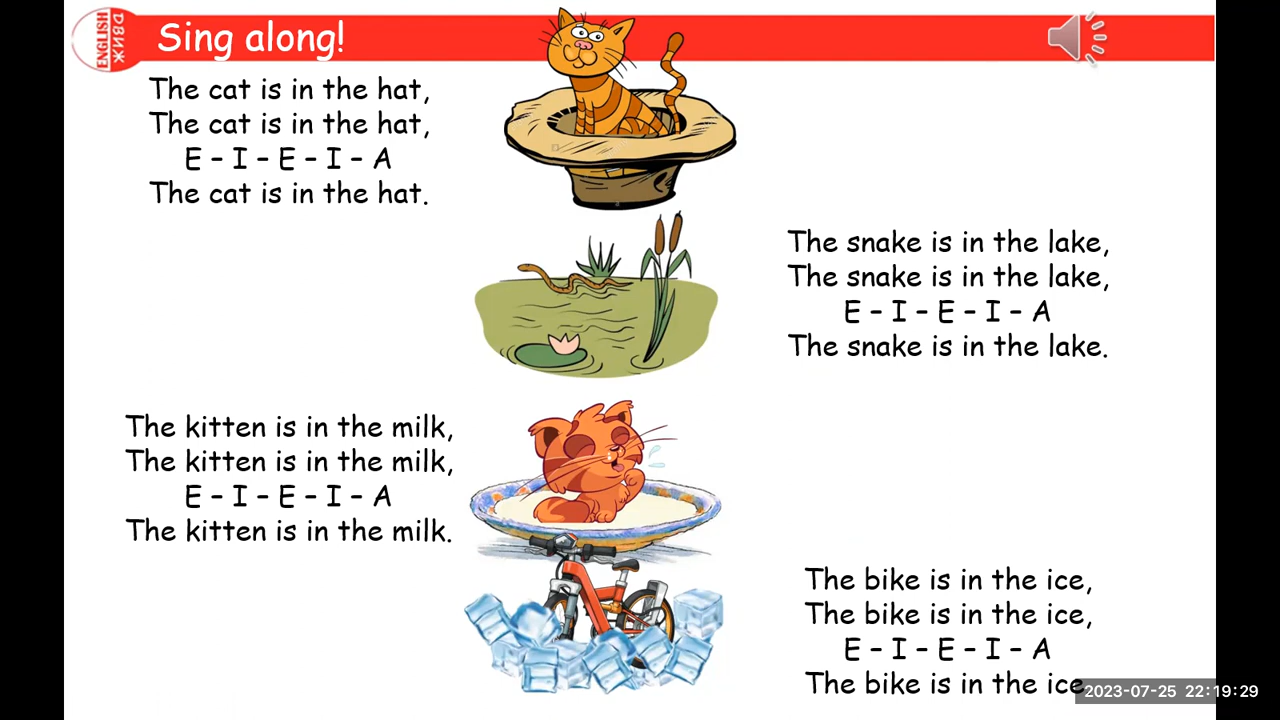 ENGLISH
ДВИЖ
Sing along!
The cat is in the hat,
The cat is in the hat,
E – I – E – I – A
The cat is in the hat.
The snake is in the lake,
The snake is in the lake,
E – I – E – I – A
The snake is in the lake.
The kitten is in the milk,
The kitten is in the milk,
E – I – E – I – A
The kitten is in the milk.
The bike is in the ice,
The bike is in the ice,
E – I – E – I – A
The bike is in the ice
2023-07-25 22:19:29